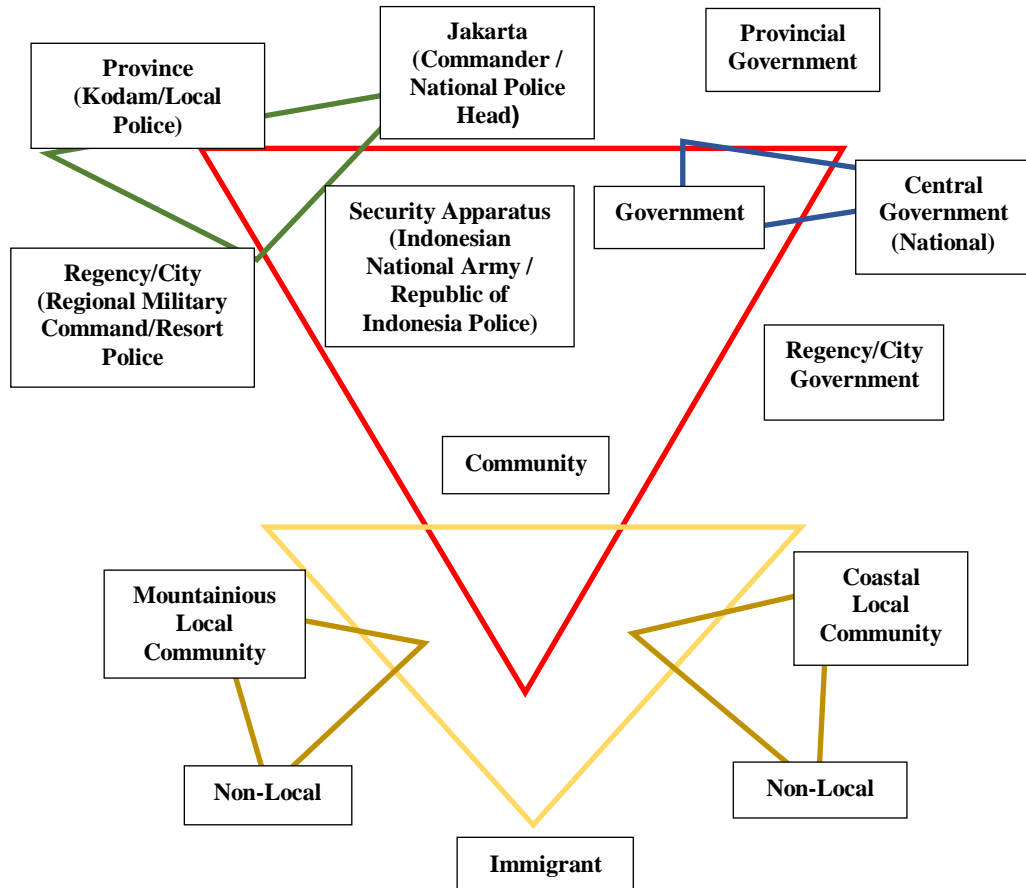 Province
(Kodam/Local
Police)
Jakarta
(Commander /
National Police
Head)
Provincial
Government
Security Apparatus
(Indonesian
National Army /
Republic of
Indonesia Police)
Government
Central
Government
(National)
Regency/City
(Regional Military
Command/Resort
Police
Regency/City
Government
Community
Mountainious
Local
Community
Coastal
Local
Community
Non-Local
Non-Local
Immigrant